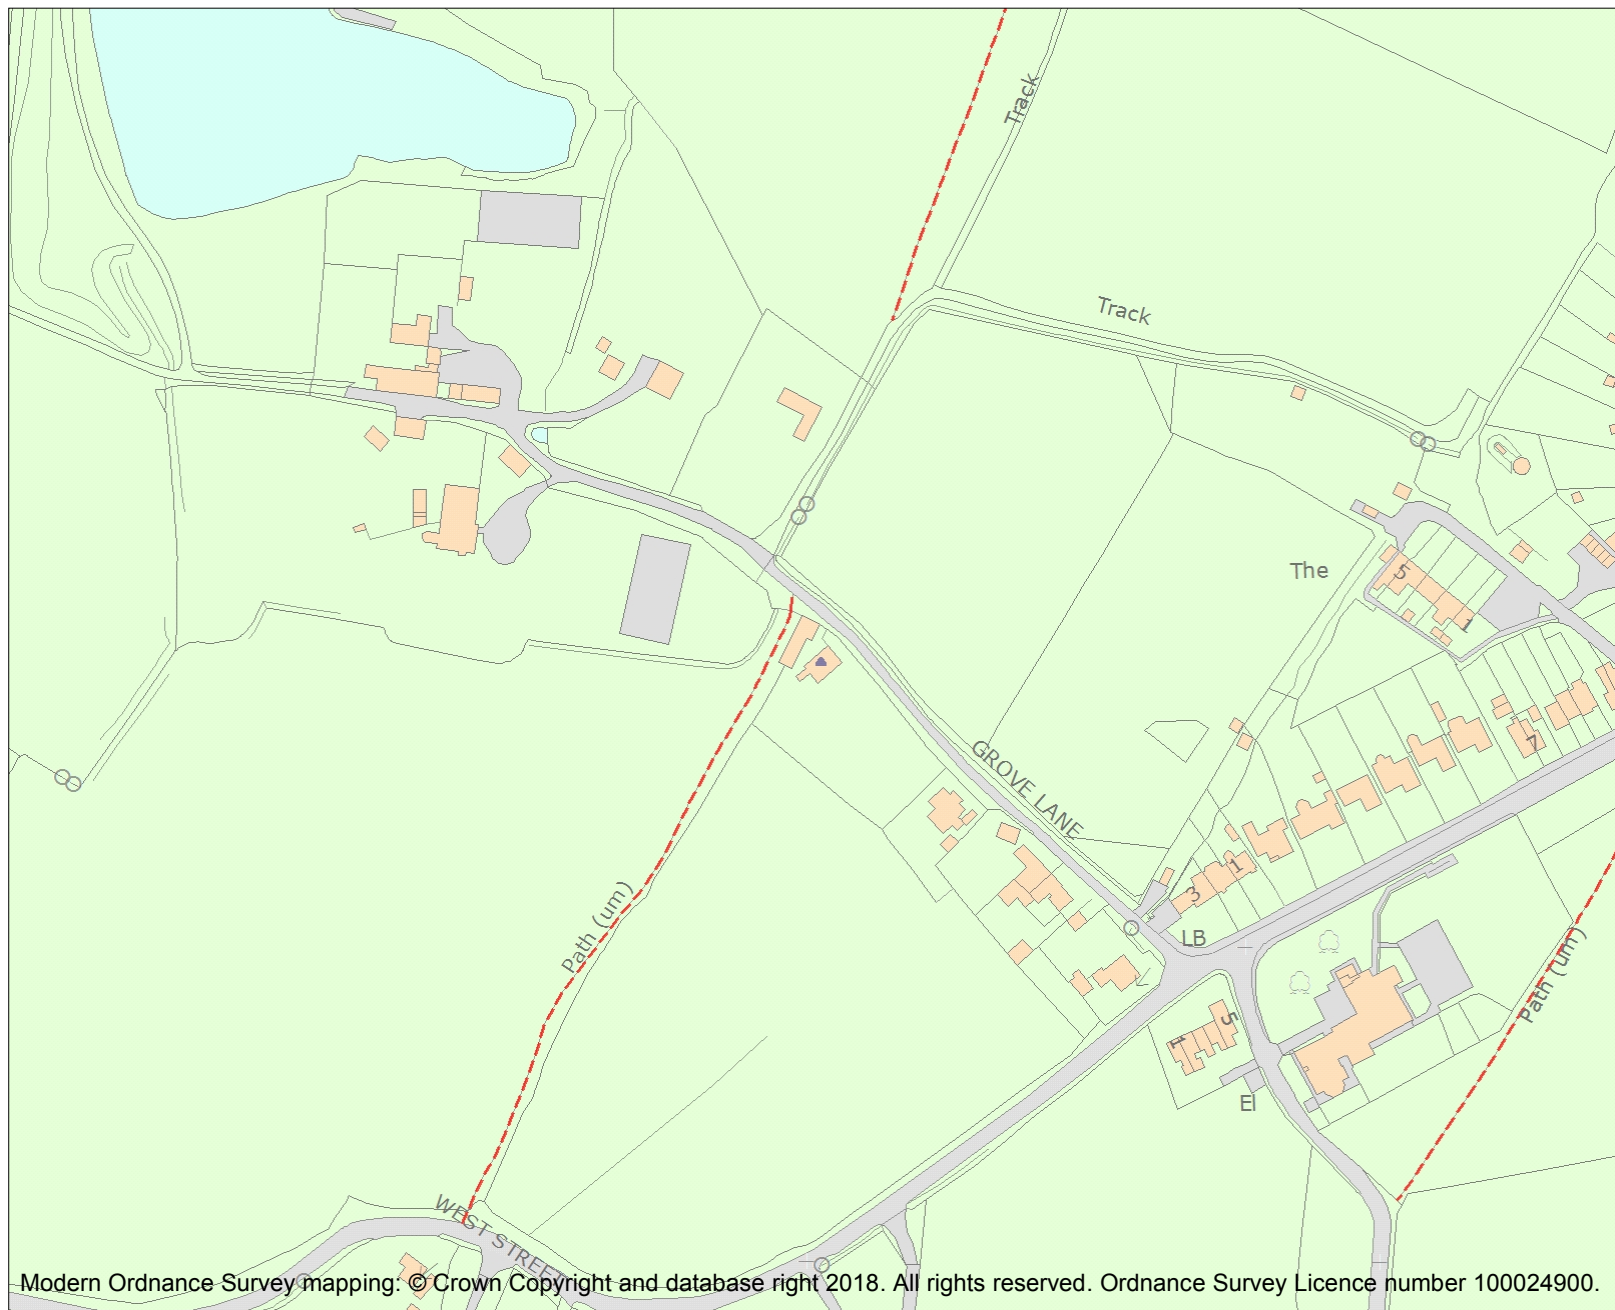 Track
Track
The
5
1
GROVE LANE
7
1
3
Path (um)
LB
Path (um)
5
1
El
WEST STREET
Modern Ordnance Survey mapping: © Crown Copyright and database right 2018. All rights reserved. Ordnance Survey Licence number 100024900.